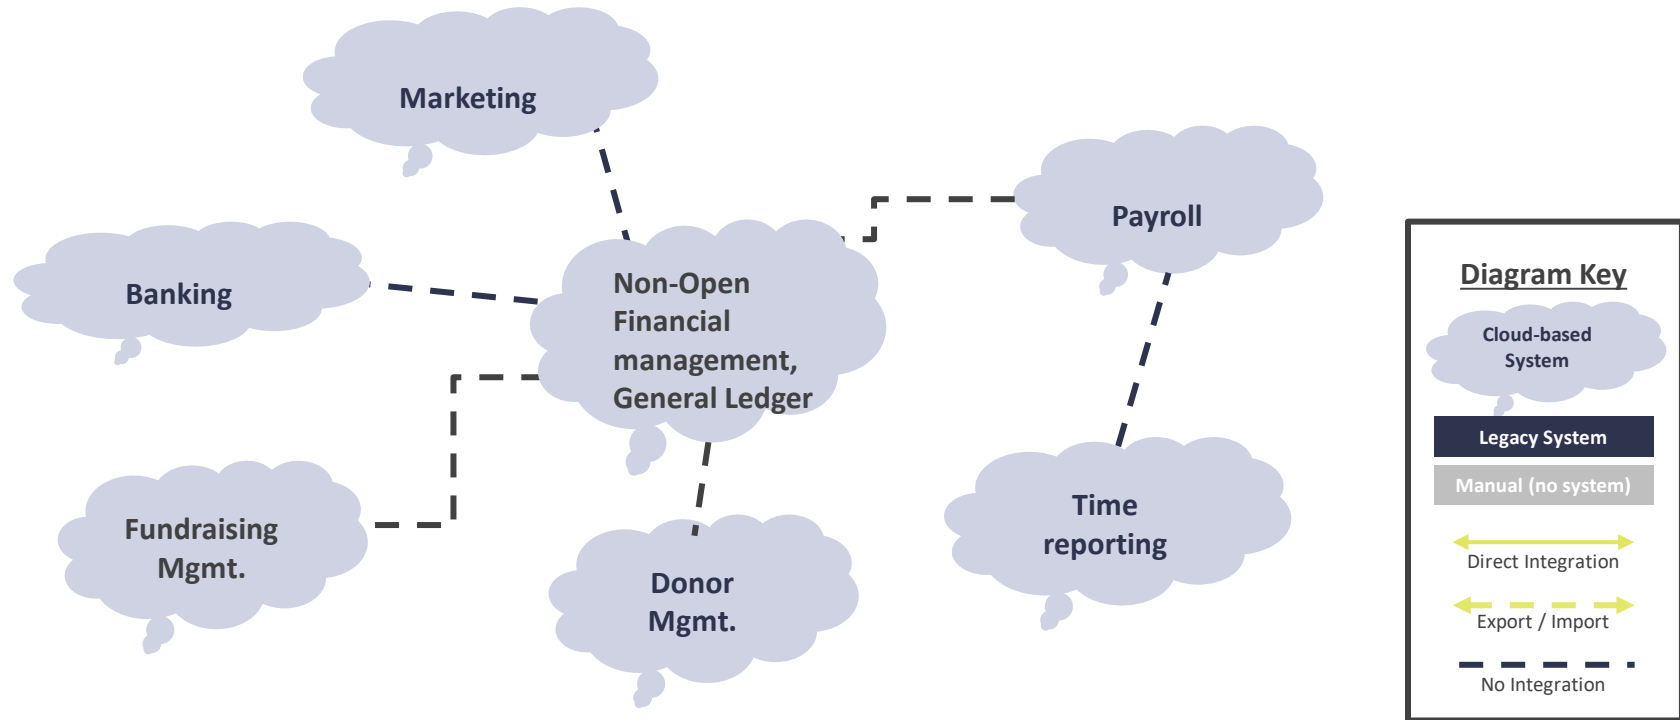 Marketing
Payroll
Banking
Non-Open
Financial
management,
General Ledger
Fundraising
Mgmt.
Donor
Mgmt.
Time
reporting
Diagram Key
Cloud-based
System
Legacy System
Manual (no system)
Direct Integration
Export / Import
No Integration